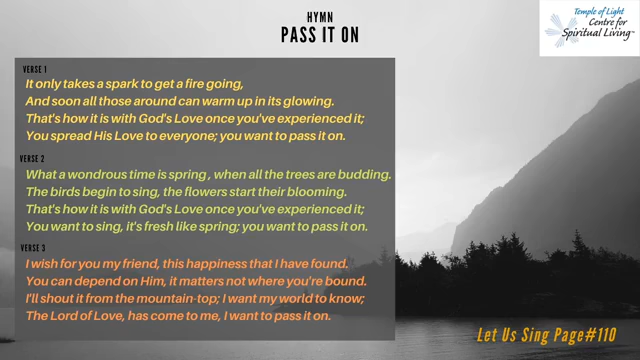 HYMN
PASS IT ON
Temple of Light
Centre for
Spiritual Living™
VERSE 1
It only takes a spark to get a fire going,
And soon all those around can warm up in its glowing.
That's how it is with God's Love once you've experienced it;
You spread His Love to everyone; you want to pass it on.
VERSE 2
What a wondrous time is spring , when all the trees are budding.
The birds begin to sing, the flowers start their blooming.
That's how it is with God's Love once you've experienced it;
You want to sing, it's fresh like spring; you want to pass it on.
VERSE 3
I wish for you my friend, this happiness that I have found.
You can depend on Him, it matters not where you're bound.
I'll shout it from the mountain-top; I want my world to know;
The Lord of Love, has come to me, I want to pass it on.
Let Us Sing Page#110